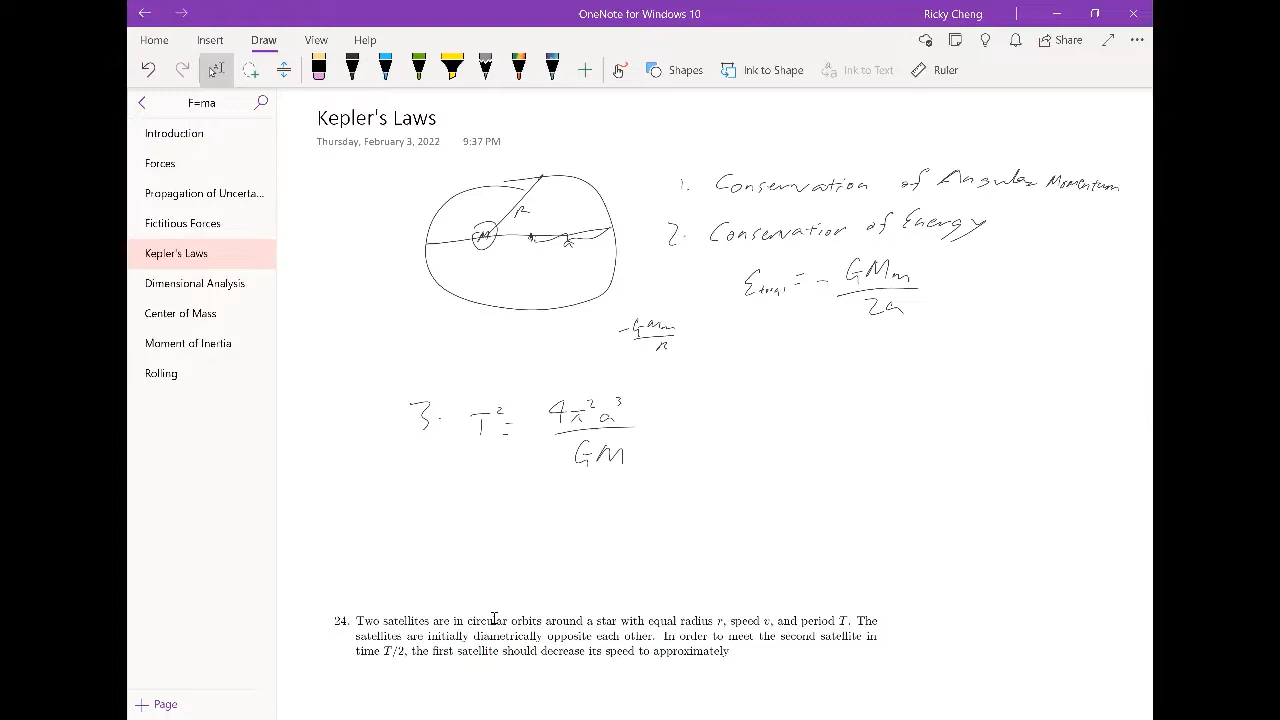 OneNote for Windows 10
Ricky Cheng
Home Insert Draw View Help
Share
Shapes Ink to Shape Ink to Text Ruler
F=ma
Introduction
Forces
Propagation of Uncerta...
Fictitious Forces
Kepler's Laws
Dimensional Analysis
Center of Mass
Moment of Inertia
Rolling
Page
Kepler's Laws
Thursday, February 3, 2022 9:37 PM
1. Conservation of Angular Momentum
2. Conservation of Energy
E total = - GMm / 2a
R
M
a
- GMm / R
3. T² = 4π²a³ / GM
24. Two satellites are in circular orbits around a star with equal radius r, speed v, and period T. The
satellites are initially diametrically opposite each other. In order to meet the second satellite in
time T/2, the first satellite should decrease its speed to approximately